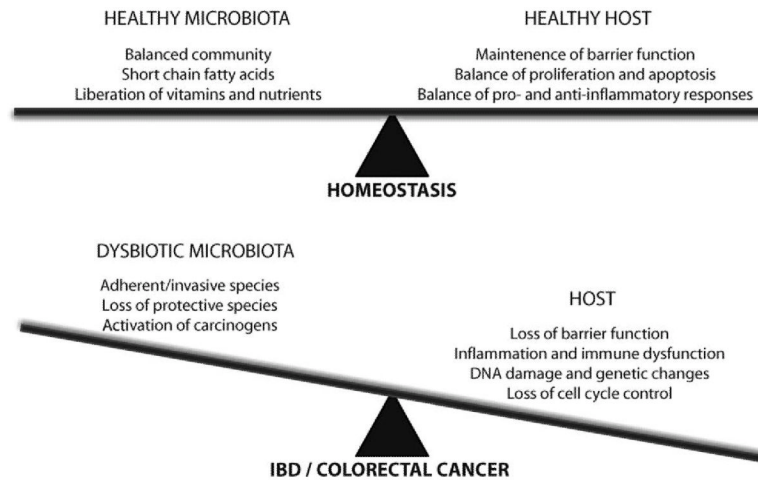 HEALTHY MICROBIOTA
Balanced community
Short chain fatty acids
Liberation of vitamins and nutrients
HEALTHY HOST
Maintenence of barrier function
Balance of proliferation and apoptosis
Balance of pro- and anti-inflammatory responses
HOMEOSTASIS
DYSBIOTIC MICROBIOTA
Adherent/invasive species
Loss of protective species
Activation of carcinogens
HOST
Loss of barrier function
Inflammation and immune dysfunction
DNA damage and genetic changes
Loss of cell cycle control
IBD / COLORECTAL CANCER